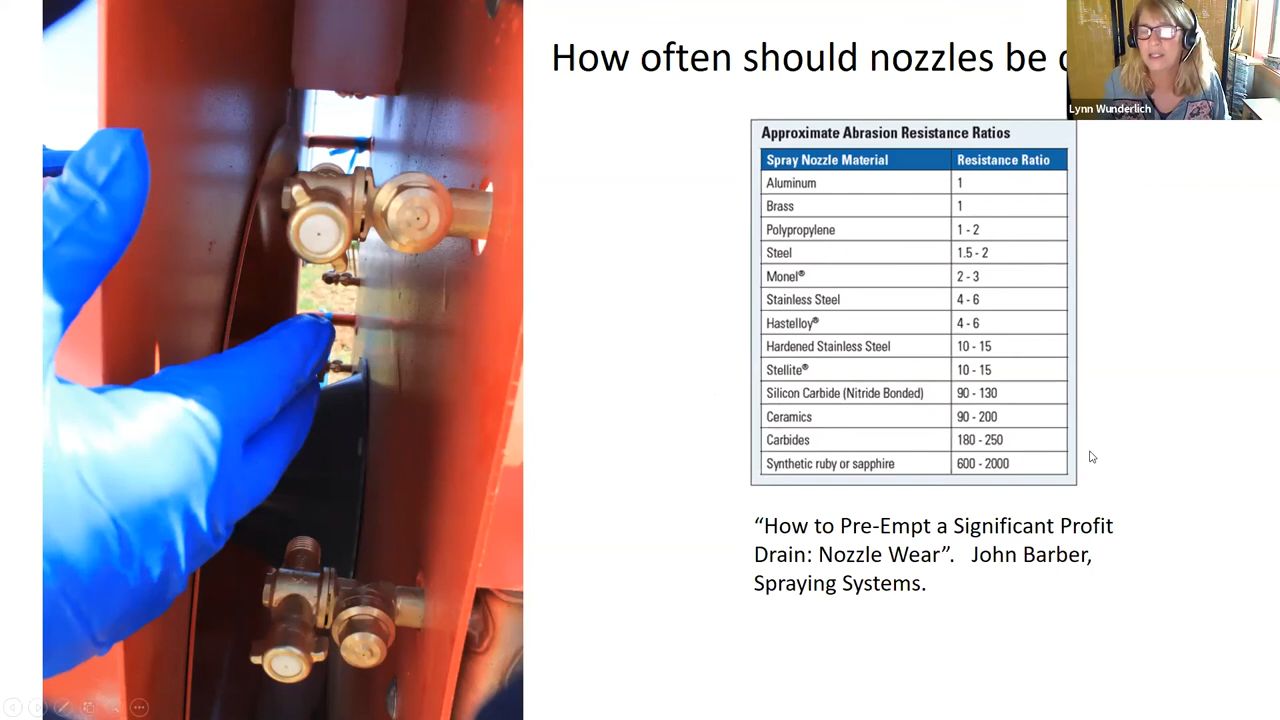 How often should nozzles be
Lynn Wunderlich
Approximate Abrasion Resistance Ratios
Spray Nozzle Material Resistance Ratio
Aluminum 1
Brass 1
Polypropylene 1 - 2
Steel 1.5 - 2
Monel® 2 - 3
Stainless Steel 4 - 6
Hastelloy® 4 - 6
Hardened Stainless Steel 10 - 15
Stellite® 10 - 15
Silicon Carbide (Nitride Bonded) 90 - 130
Ceramics 90 - 200
Carbides 180 - 250
Synthetic ruby or sapphire 600 - 2000
“How to Pre-Empt a Significant Profit
Drain: Nozzle Wear”. John Barber,
Spraying Systems.